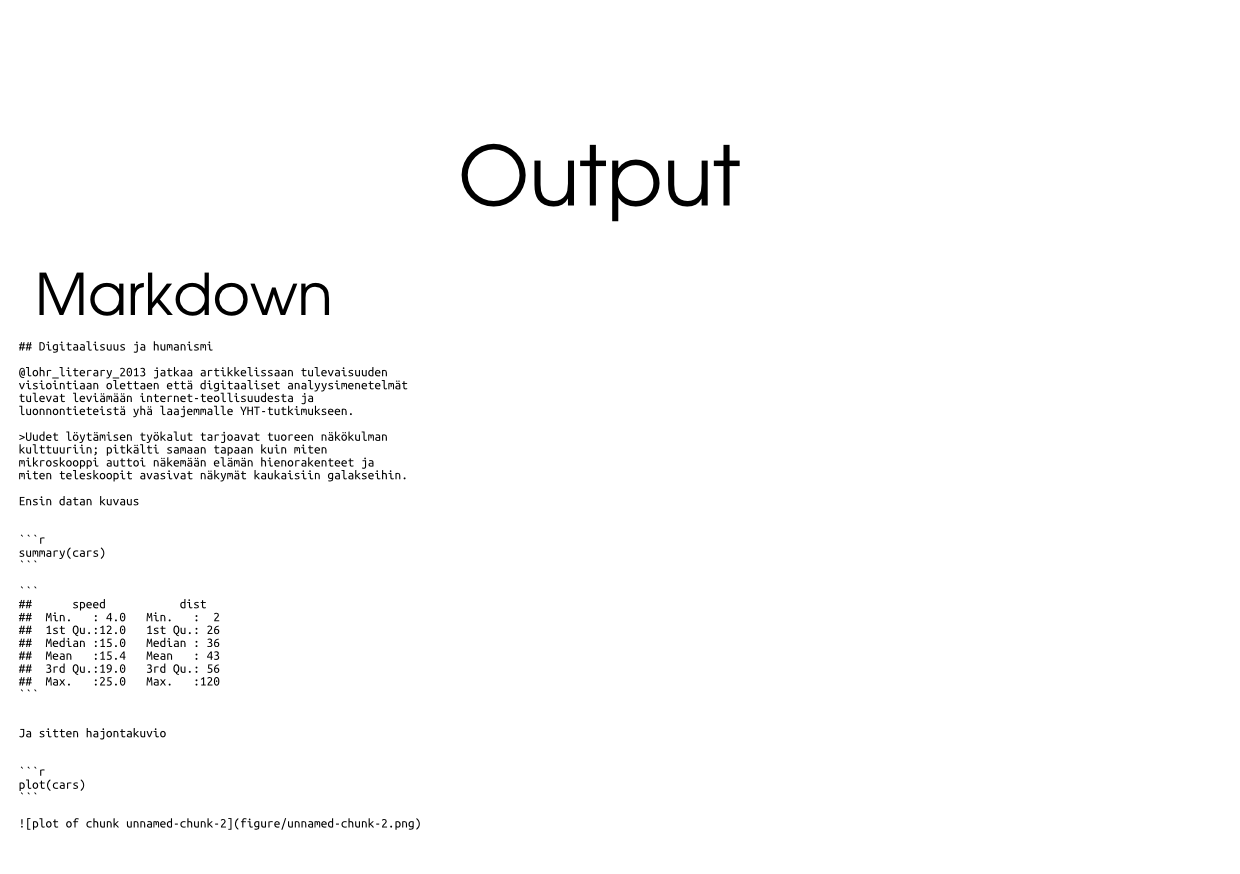 Output
Markdown
## Digitaalisuus ja humanismi
@lohr_literary_2013 jatkaa artikkelissaan tulevaisuuden
visiointiaan olettaen että digitaaliset analyysimenetelmät
tulevat leviämään internet-teollisuudesta ja
luonnontieteistä yhä laajemmalle YHT-tutkimukseen.
>Uudet löytämisen työkalut tarjoavat tuoreen näkökulman
kulttuuriin; pitkälti samaan tapaan kuin miten
mikroskooppi auttoi näkemään elämän hienorakenteet ja
miten teleskoopit avasivat näkymät kaukaisiin galakseihin.
Ensin datan kuvaus
```r
summary(cars)
```
```
##      speed           dist
##  Min.   : 4.0   Min.   :  2
##  1st Qu.:12.0   1st Qu.: 26
##  Median :15.0   Median : 36
##  Mean   :15.4   Mean   : 43
##  3rd Qu.:19.0   3rd Qu.: 56
##  Max.   :25.0   Max.   :120
```
Ja sitten hajontakuvio
```r
plot(cars)
```
![plot of chunk unnamed-chunk-2](figure/unnamed-chunk-2.png)